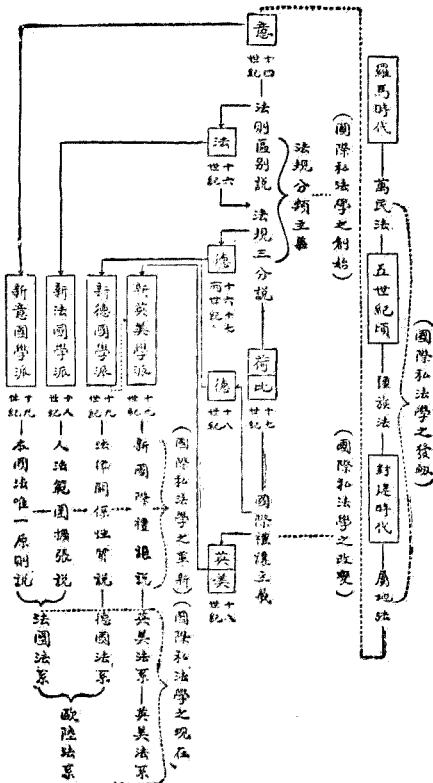 羅馬時代
萬民法
五世紀頃
種族法
封建時代
屬地法
(國際私法學之發軔)
(國際私法學之創始)
(國際私法學之改變)
意
十四世紀
法則區別說
法規三分說
法規分類主義
荷比
十七世紀
國際禮讓主義
法
十六世紀
德
十六十七兩世紀
德
十八世紀
英美
十八世紀
新英美學派
十九世紀
新國際禮讓說
英美法系
英美法系
新德國學派
十九世紀
法律關係性質說
德國法系
新法國學派
十八世紀
人法範圍擴張說
新意國學派
十九世紀
本國法唯一原則說
法國法系
歐陸法系
(國際私法學之革新)
(國際私法學之現在)